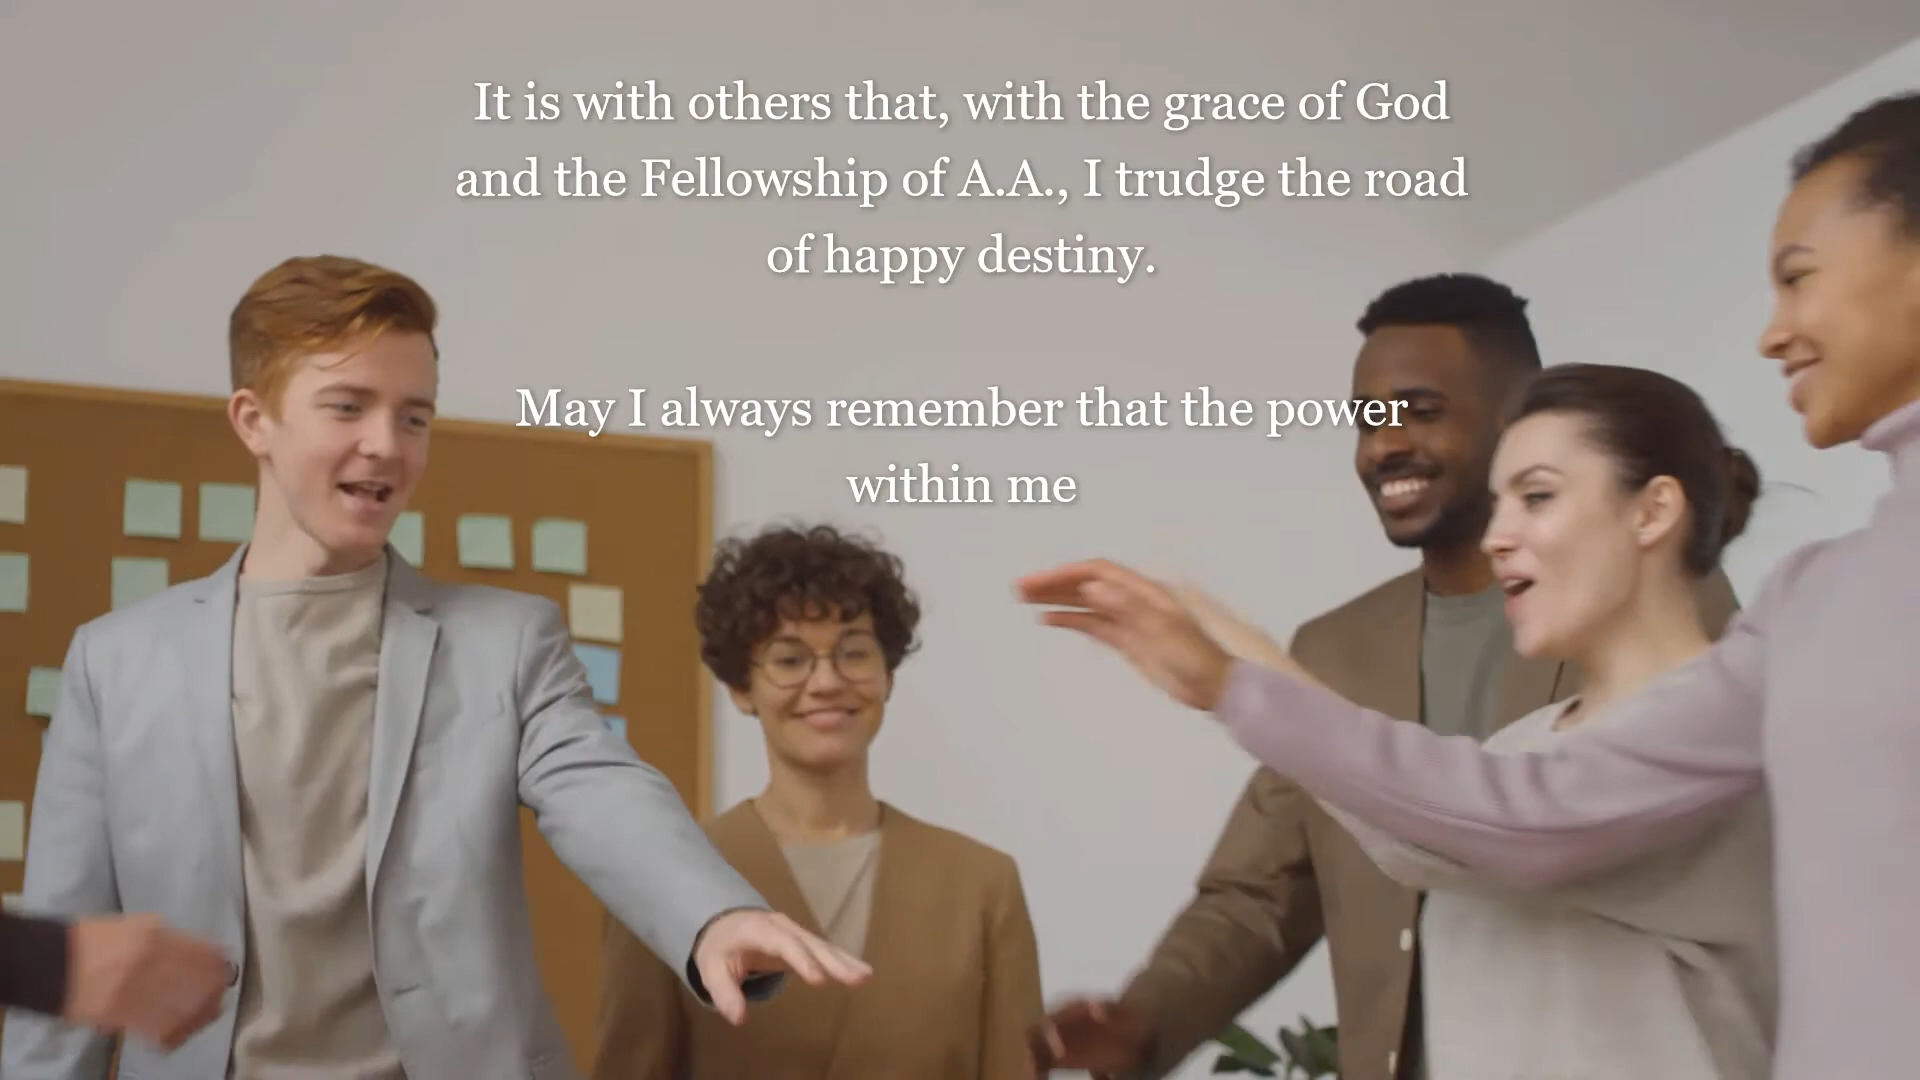 It is with others that, with the grace of God
and the Fellowship of A.A., I trudge the road
of happy destiny.
May I always remember that the power
within me